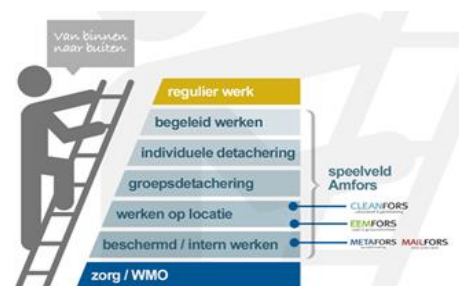 Van binnen
naar buiten
regulier werk
begeleid werken
individuele detachering
groepsdetachering
werken op locatie
beschermd / intern werken
zorg / WMO
speelveld
Amfors
CLEANFORS
EEMFORS
METAFORS MAILFORS